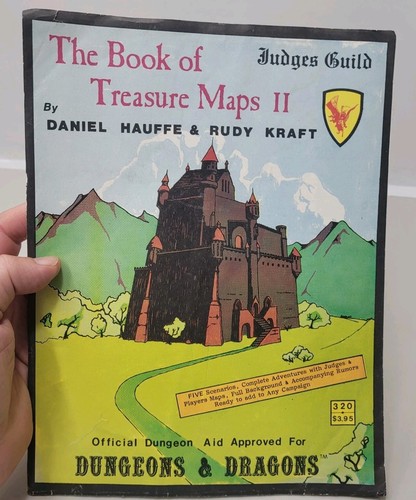 The Book of
Treasure Maps II
Judges Guild
By
DANIEL HAUFFE & RUDY KRAFT
FIVE Scenarios, Complete Adventures with Judges &
Players Maps, Full Background & Accompanying Rumors
Ready to add to Any Campaign
320
$3.95
Official Dungeon Aid Approved For
DUNGEONS & DRAGONS™